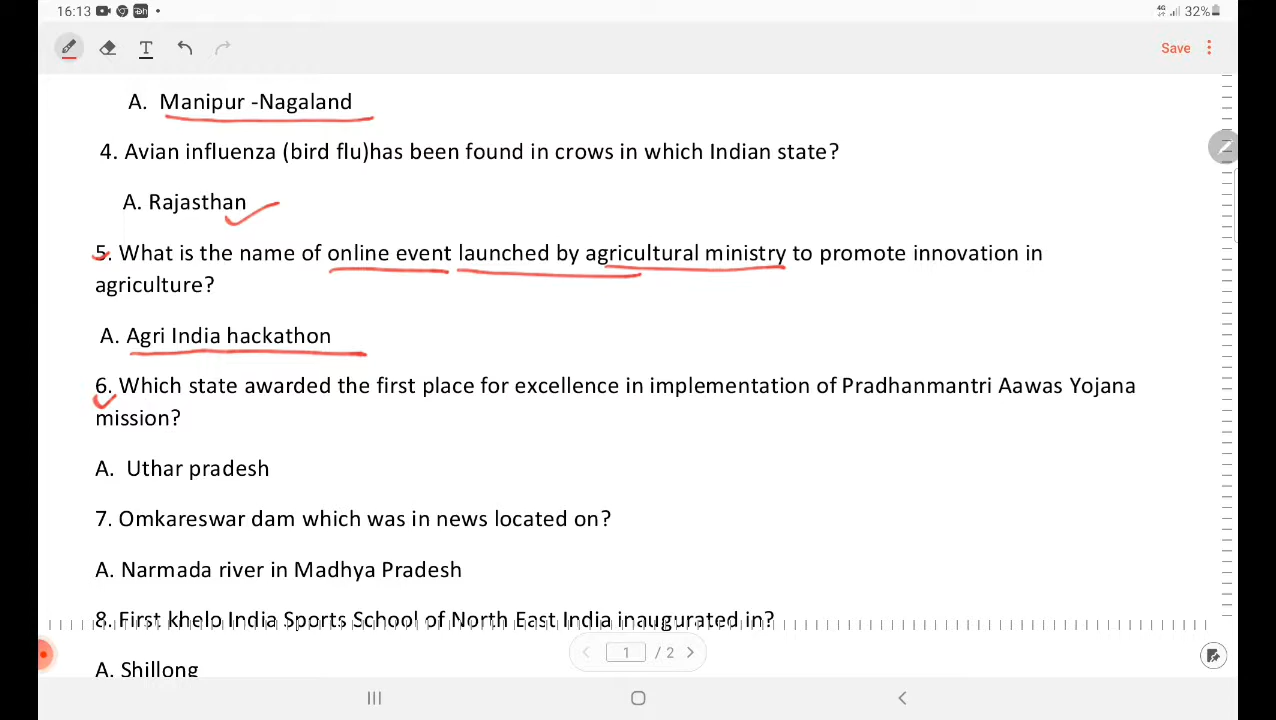 16:13
4G 32%
T Save
A. Manipur -Nagaland
4. Avian influenza (bird flu)has been found in crows in which Indian state?
A. Rajasthan
5. What is the name of online event launched by agricultural ministry to promote innovation in
agriculture?
A. Agri India hackathon
6. Which state awarded the first place for excellence in implementation of Pradhanmantri Aawas Yojana
mission?
A. Uthar pradesh
7. Omkareswar dam which was in news located on?
A. Narmada river in Madhya Pradesh
8. First khelo India Sports School of North East India inaugurated in?
1 / 2
A. Shillong